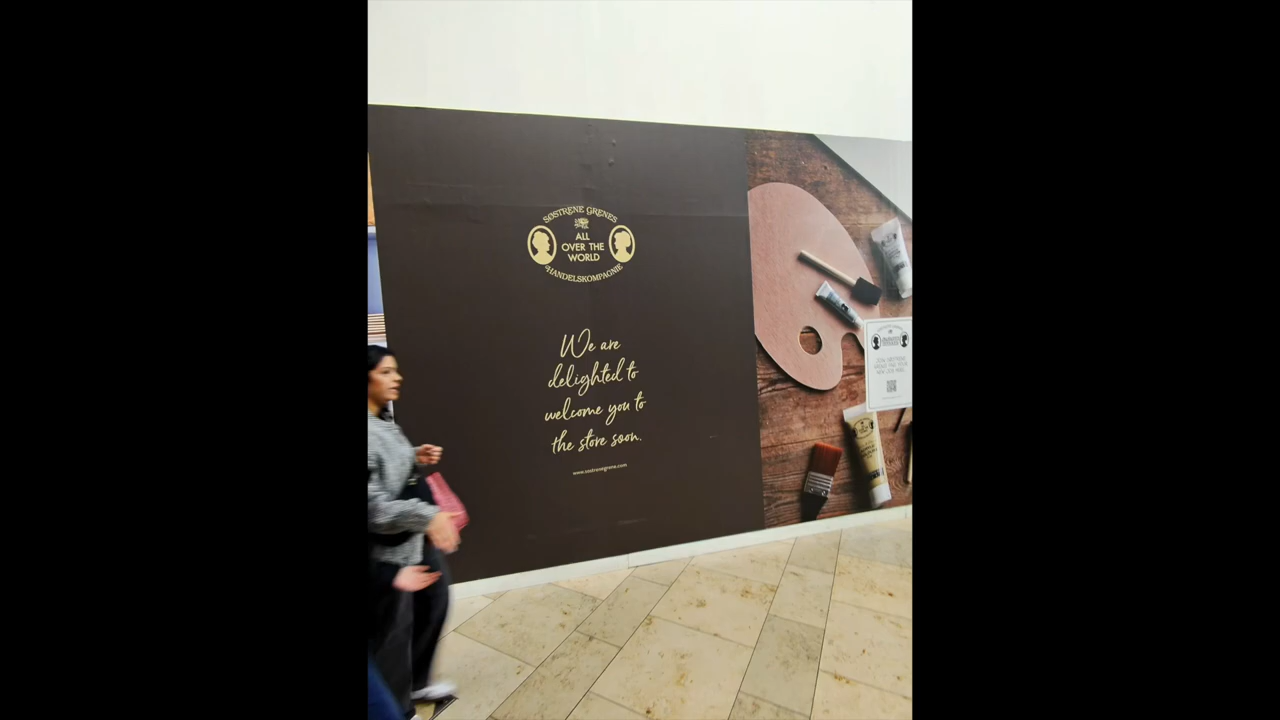 SØSTRENE GRENES
ALL
OVER THE
WORLD
HANDELSKOMPAGNIE
We are
delighted to
welcome you to
the store soon.
www.sostrenegrene.com